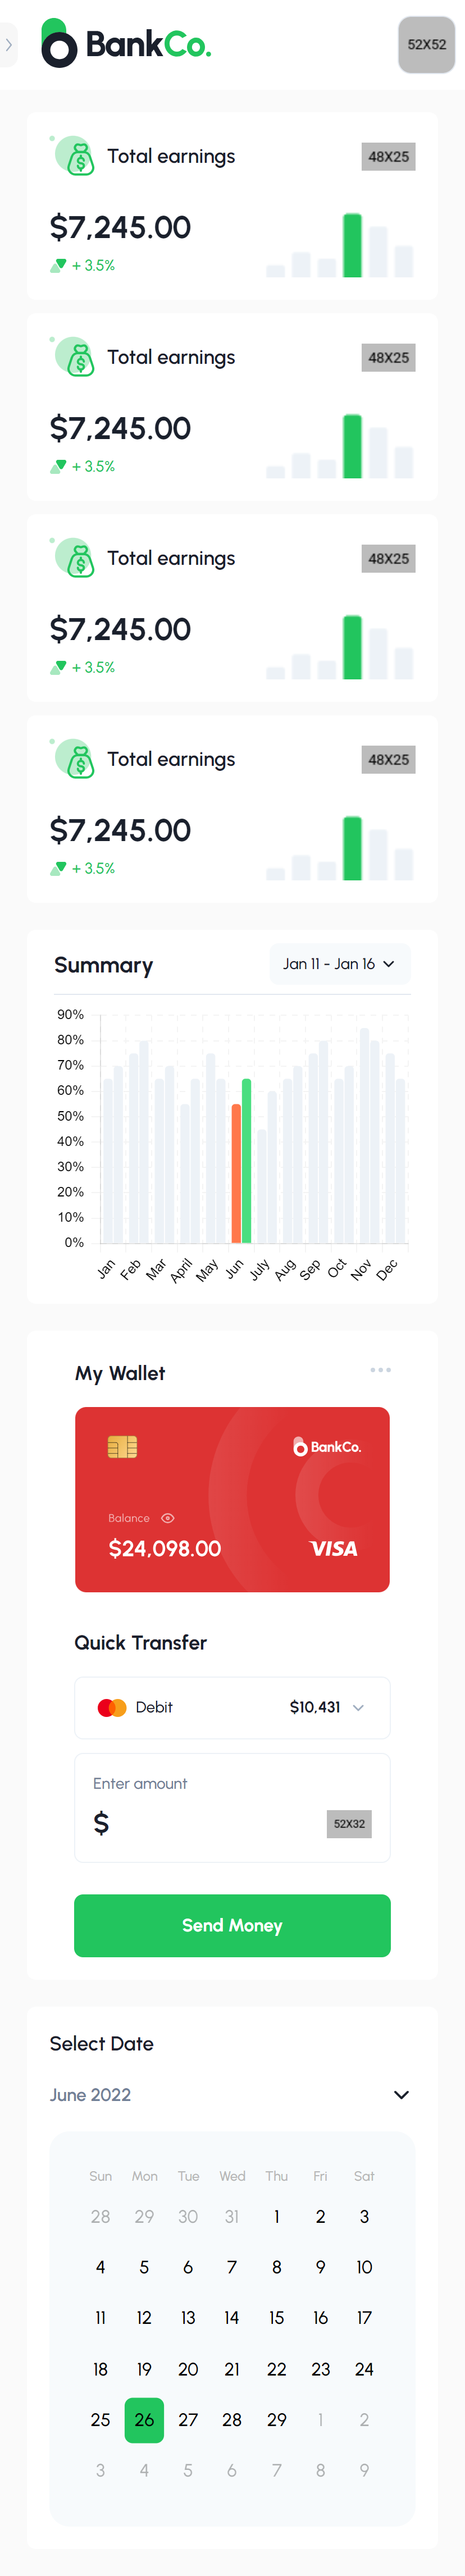 BankCo.
52X52
Total earnings
48X25
$7,245.00
+ 3.5%
Total earnings
48X25
$7,245.00
+ 3.5%
Total earnings
48X25
$7,245.00
+ 3.5%
Total earnings
48X25
$7,245.00
+ 3.5%
Summary
Jan 11 - Jan 16
90%
80%
70%
60%
50%
40%
30%
20%
10%
0%
Jan Feb Mar April May Jun July Aug Sep Oct Nov Dec
My Wallet
BankCo.
Balance
$24,098.00
VISA
Quick Transfer
Debit
$10,431
Enter amount
$
52X32
Send Money
Select Date
June 2022
Sun Mon Tue Wed Thu Fri Sat
28 29 30 31 1 2 3
4 5 6 7 8 9 10
11 12 13 14 15 16 17
18 19 20 21 22 23 24
25 26 27 28 29 1 2
3 4 5 6 7 8 9